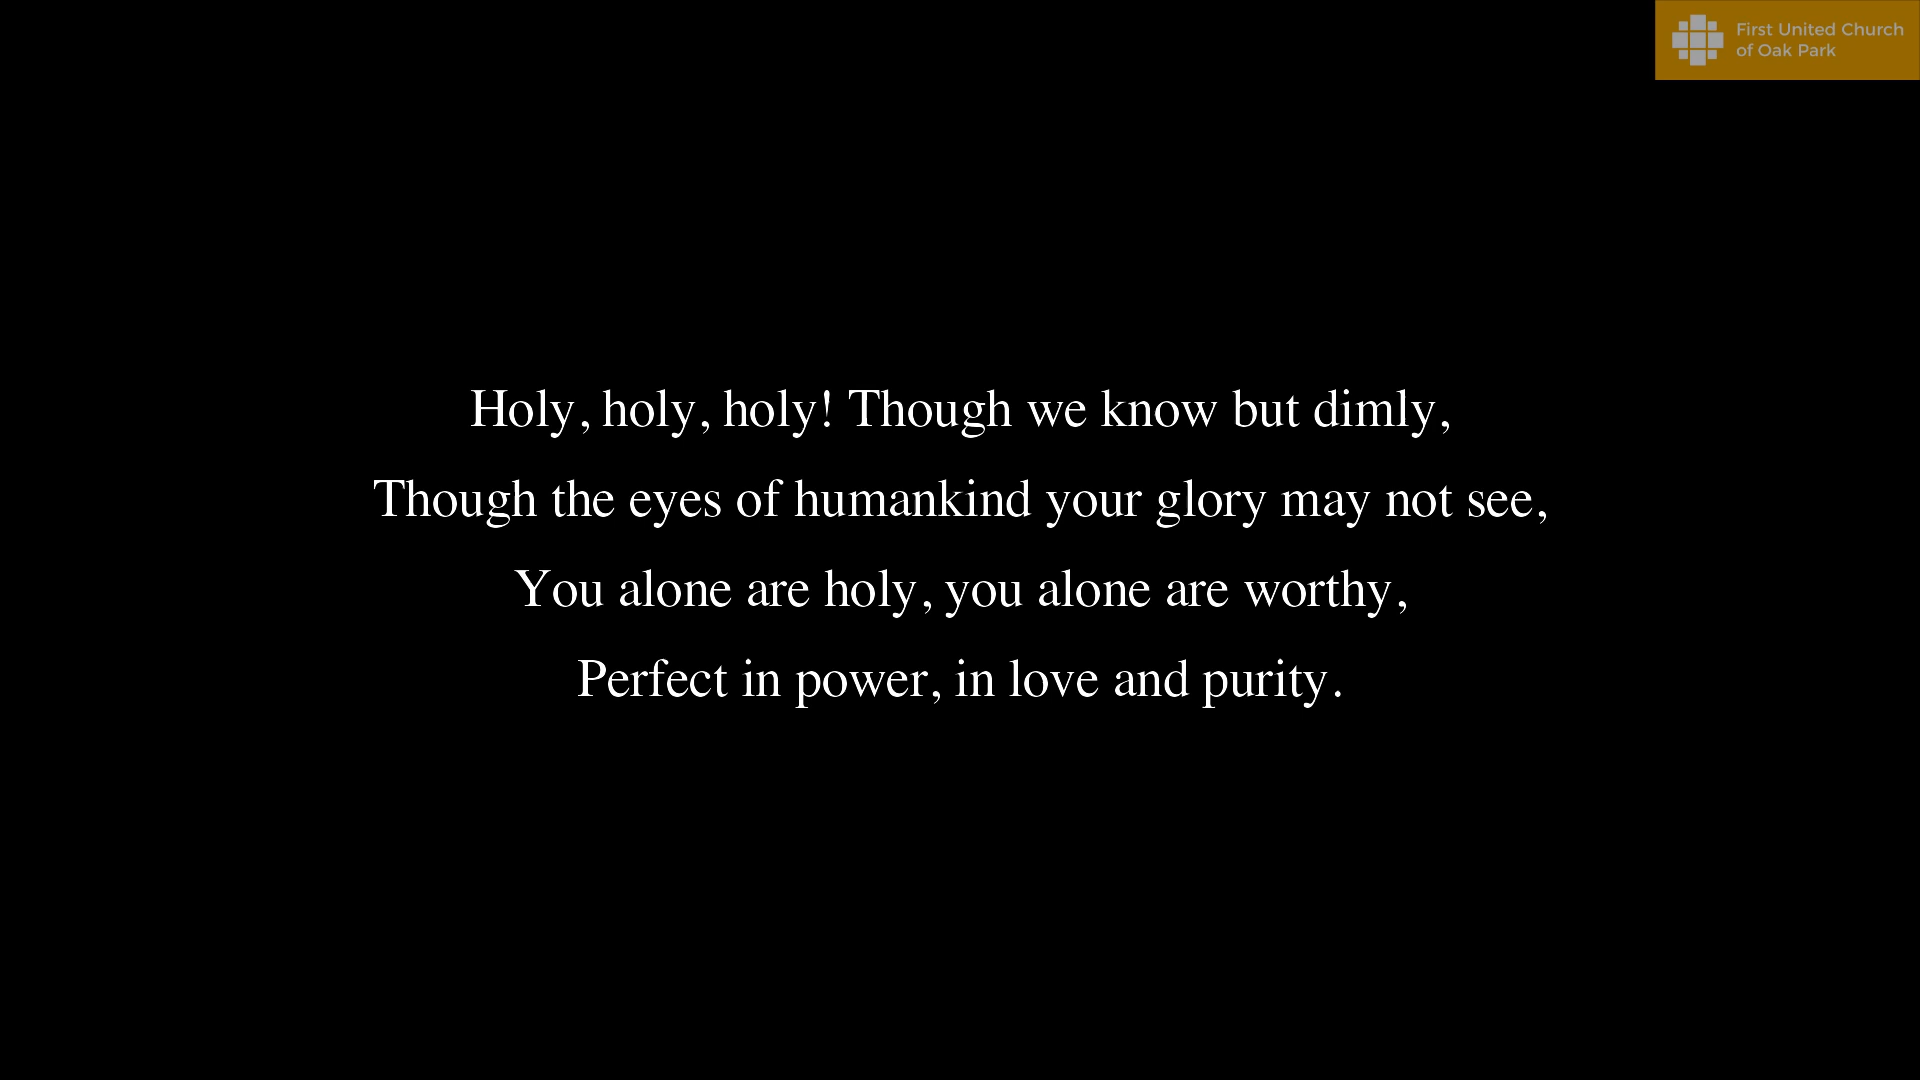 First United Church
of Oak Park
Holy, holy, holy! Though we know but dimly,
Though the eyes of humankind your glory may not see,
You alone are holy, you alone are worthy,
Perfect in power, in love and purity.